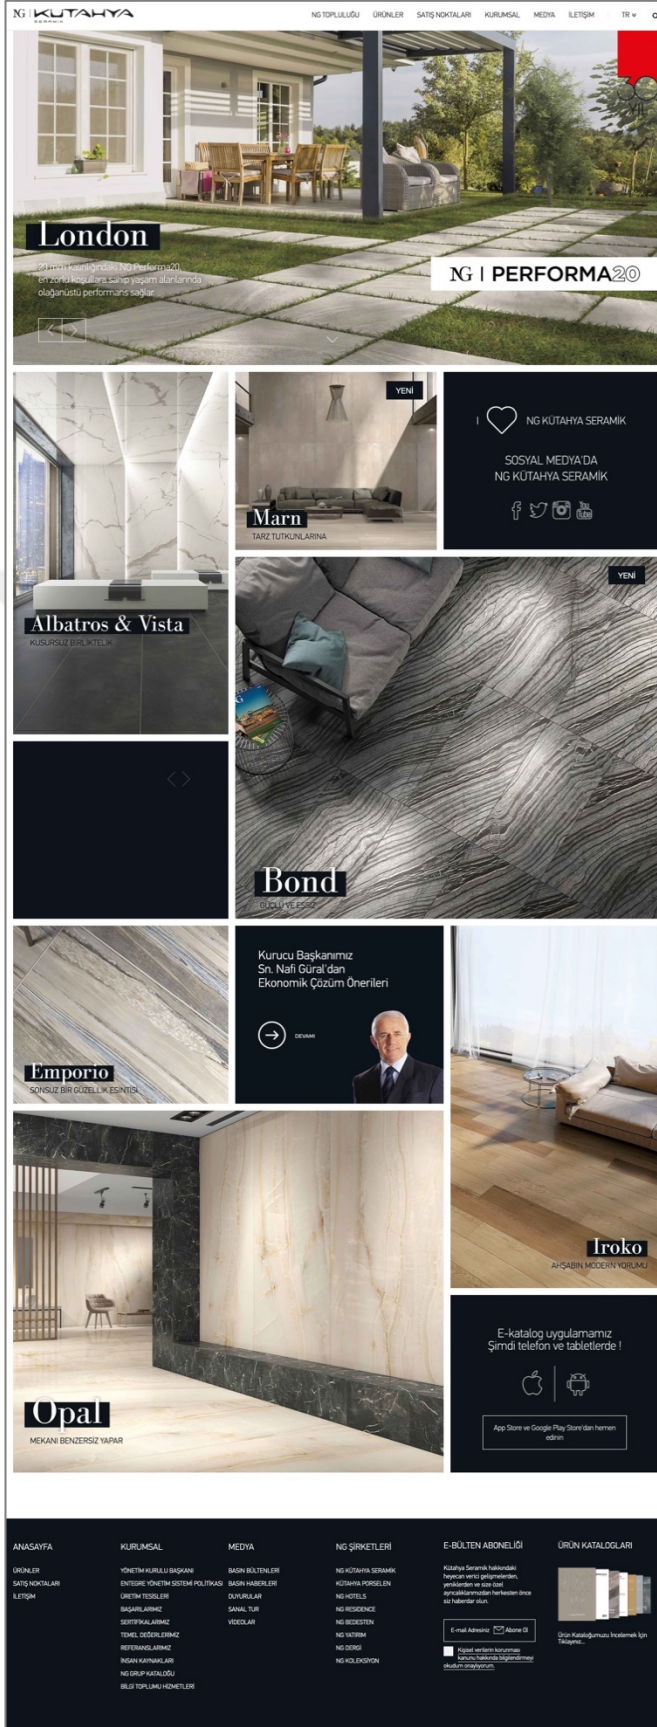 NG | KUTAHYA
SERAMIK
NG TOPLULUĞU ÜRÜNLER SATIŞ NOKTALARI KURUMSAL MEDYA İLETİŞİM TR
30
YIL
London
20 mm kalınlığındaki NG Performa20,
en zorlu koşullara sahip yaşam alanlarında
olağanüstü performans sağlar.
NG | PERFORMA20
YENİ
Marn
TARZ TUTKUNLARINA
I NG KÜTAHYA SERAMİK
SOSYAL MEDYA'DA
NG KÜTAHYA SERAMİK
You
Tube
Albatros & Vista
KUSURSUZ BİRLİKTELİK
YENİ
Bond
GÜÇLÜ VE EŞSİZ
Emporio
SONSUZ BİR GÜZELLİK ESİNTİSİ
Kurucu Başkanımız
Sn. Nafi Güral'dan
Ekonomik Çözüm Önerileri
DEVAMI
Iroko
AHŞABIN MODERN YORUMU
Opal
MEKANI BENZERSİZ YAPAR
E-katalog uygulamamız
Şimdi telefon ve tabletlerde !
App Store ve Google Play Store'dan hemen
edinin
ANASAYFA
ÜRÜNLER
SATIŞ NOKTALARI
İLETİŞİM
KURUMSAL
YÖNETİM KURULU BAŞKANI
ENTEGRE YÖNETİM SİSTEMİ POLİTİKASI
ÜRETİM TESİSLERİ
BAŞARILARIMIZ
SERTİFİKALARIMIZ
TEMEL DEĞERLERİMİZ
REFERANSLARIMIZ
İNSAN KAYNAKLARI
NG GRUP KATALOĞU
BİLGİ TOPLUMU HİZMETLERİ
MEDYA
BASIN BÜLTENLERİ
BASIN HABERLERİ
DUYURULAR
SANAL TUR
VİDEOLAR
NG ŞİRKETLERİ
NG KÜTAHYA SERAMİK
KÜTAHYA PORSELEN
NG HOTELS
NG RESIDENCE
NG BEDESTEN
NG YATIRIM
NG DERGİ
NG KOLEKSİYON
E-BÜLTEN ABONELİĞİ
Kütahya Seramik hakkındaki
heyecan verici gelişmelerden,
yeniklerden ve size özel
ayrıcalıklarımızdan herkesten önce
siz haberdar olun.
E-mail Adresiniz Abone Ol
Kişisel verilerin korunması
kanunu hakkında bilgilendirmeyi
okudum onaylıyorum.
ÜRÜN KATALOGLARI
Ürün Kataloğumuzu İncelemek İçin
Tıklayınız...